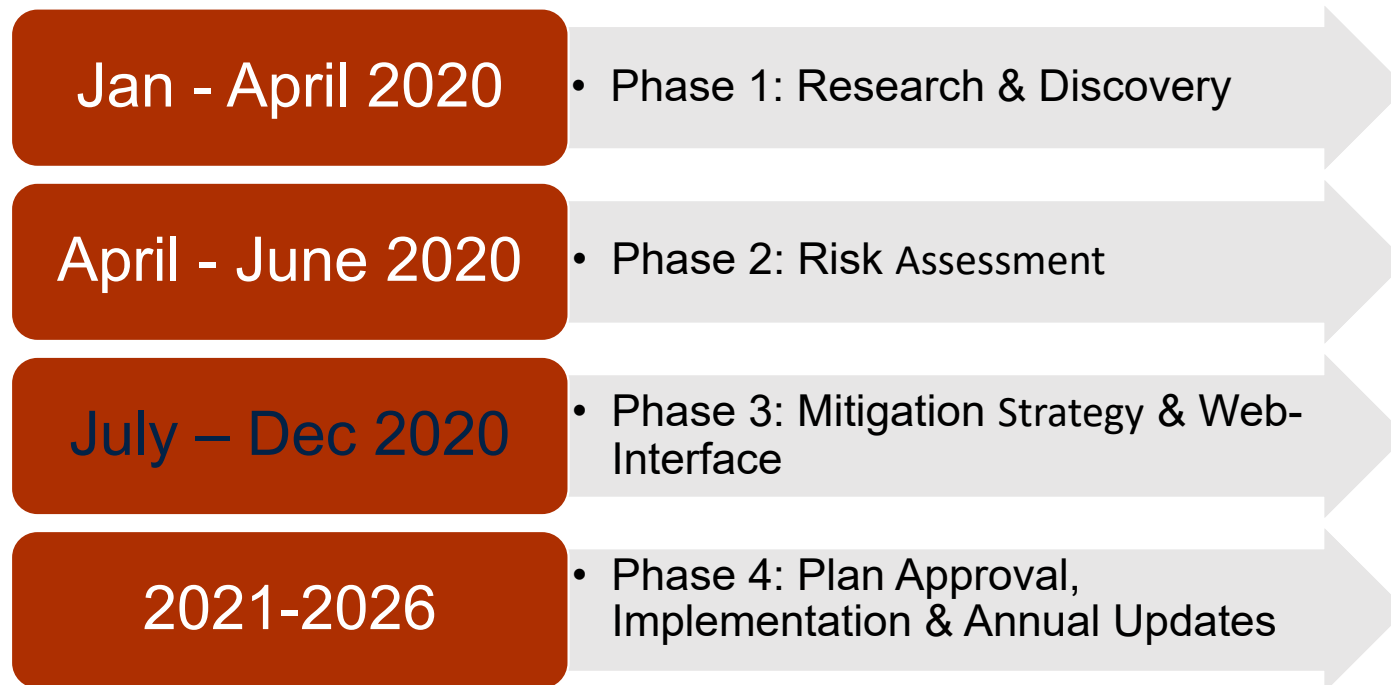 Jan - April 2020
• Phase 1: Research & Discovery
April - June 2020
• Phase 2: Risk Assessment
July – Dec 2020
• Phase 3: Mitigation Strategy & Web-
Interface
2021-2026
• Phase 4: Plan Approval,
Implementation & Annual Updates